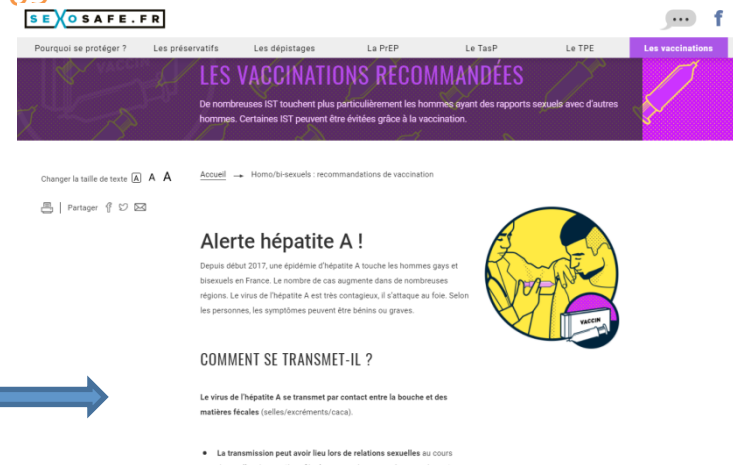 SEXOSAFE.FR
Pourquoi se protéger ? Les préservatifs Les dépistages La PrEP Le TasP Le TPE Les vaccinations
LES VACCINATIONS RECOMMANDÉES
De nombreuses IST touchent plus particulièrement les hommes ayant des rapports sexuels avec d'autres
hommes. Certaines IST peuvent être évitées grâce à la vaccination.
Changer la taille de texte A A A
Accueil → Homo/bi-sexuels : recommandations de vaccination
Partager
Alerte hépatite A !
Depuis début 2017, une épidémie d'hépatite A touche les hommes gays et
bisexuels en France. Le nombre de cas augmente dans de nombreuses
régions. Le virus de l'hépatite A est très contagieux, il s'attaque au foie. Selon
les personnes, les symptômes peuvent être bénins ou graves.
VACCIN
COMMENT SE TRANSMET-IL ?
Le virus de l'hépatite A se transmet par contact entre la bouche et des
matières fécales (selles/excréments/caca).
• La transmission peut avoir lieu lors de relations sexuelles au cours